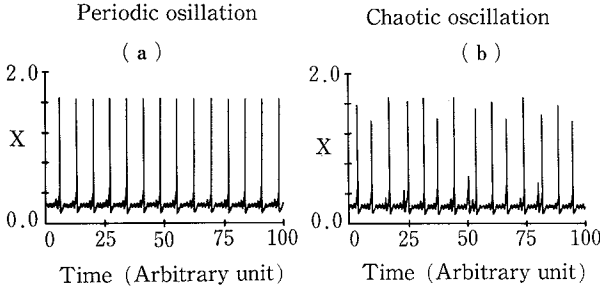 Periodic osillation
(a)
2.0
X
0.0
0 25 50 75 100
Time (Arbitrary unit)
Chaotic oscillation
(b)
2.0
X
0.0
0 25 50 75 100
Time (Arbitrary unit)